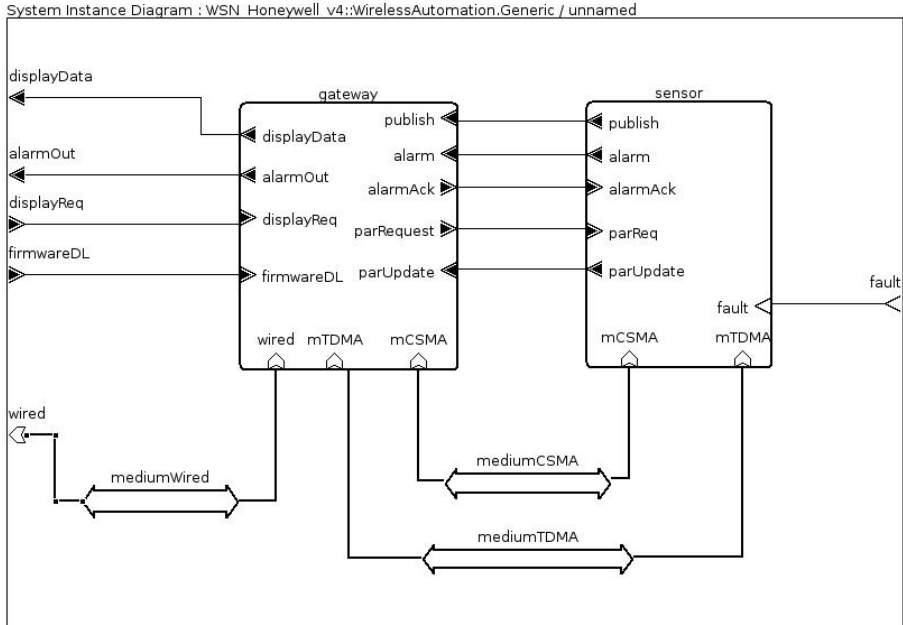 System Instance Diagram : WSN_Honeywell_v4::WirelessAutomation.Generic / unnamed
displayData
alarmOut
displayReq
firmwareDL
wired
gateway
displayData
alarmOut
displayReq
firmwareDL
publish
alarm
alarmAck
parRequest
parUpdate
wired mTDMA mCSMA
sensor
publish
alarm
alarmAck
parReq
parUpdate
fault
mCSMA mTDMA
fault
mediumWired
mediumCSMA
mediumTDMA